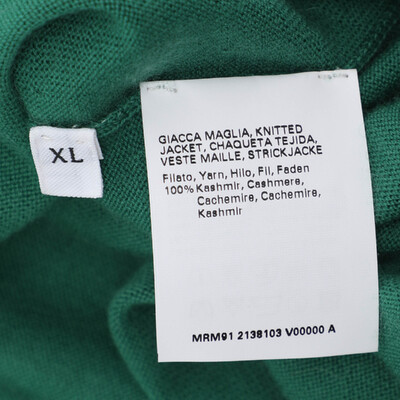 XL
GIACCA MAGLIA, KNITTED
JACKET, CHAQUETA TEJIDA,
VESTE MAILLE, STRICKJACKE
Filato, Yarn, Hilo, Fil, Faden
100% Kashmir, Cashmere,
Cachemire, Cachemire,
Kashmir
MRM91 2138103 V00000 A